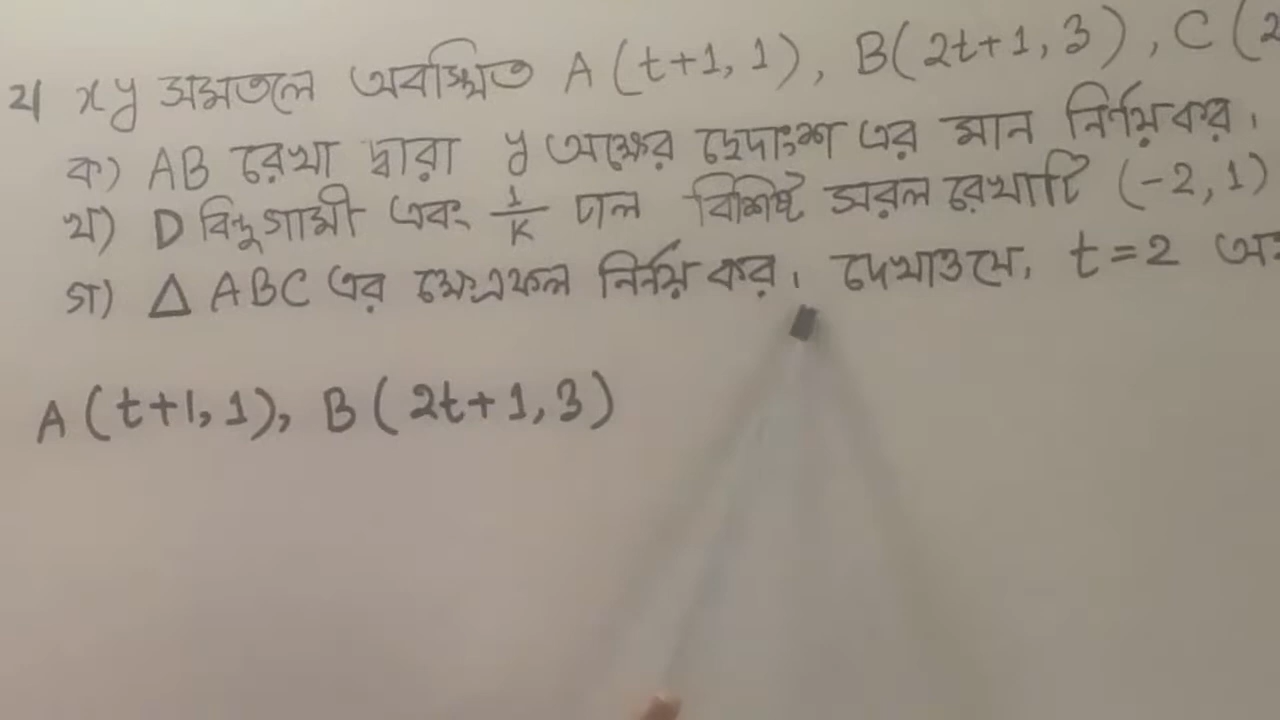 ২। xy সমতলে অবস্থিত A (t+1, 1), B(2t+1, 3), C (2
ক) AB রেখা দ্বারা y অক্ষের ছেদাংশ এর মান নির্ণয় কর।
খ) D বিন্দুগামী এবং 1/K ঢাল বিশিষ্ট সরল রেখাটি (-2, 1)
গ) Δ ABC এর ক্ষেত্রফল নির্ণয় কর। দেখাও যে, t = 2 অ
A (t+1, 1), B (2t+1, 3)